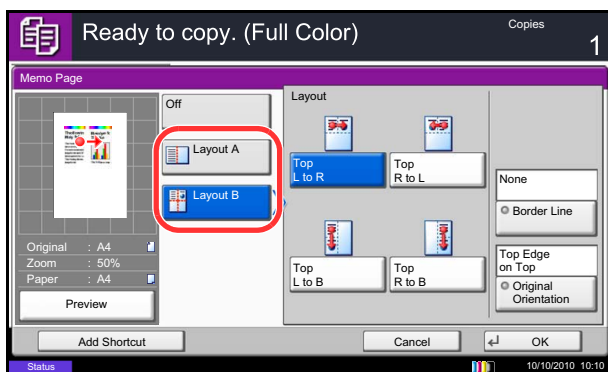 Ready to copy. (Full Color)
Copies
1
Memo Page
Off
Layout A
Layout B
Layout
Top
L to R
Top
R to L
Top
L to B
Top
R to B
None
Border Line
Top Edge
on Top
Original
Orientation
Original : A4
Zoom : 50%
Paper : A4
Preview
Add Shortcut
Cancel
OK
Status
10/10/2010 10:10